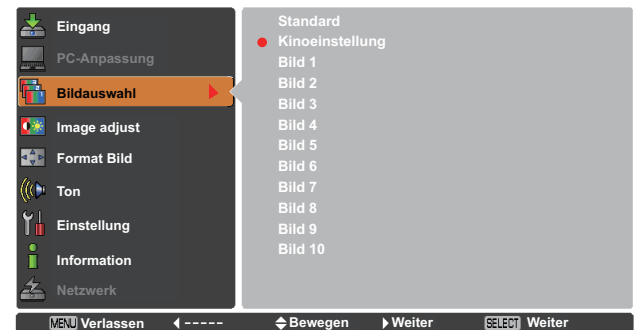 Eingang
PC-Anpassung
Bildauswahl
Image adjust
Format Bild
Ton
Einstellung
Information
Netzwerk
Standard
Kinoeinstellung
Bild 1
Bild 2
Bild 3
Bild 4
Bild 5
Bild 6
Bild 7
Bild 8
Bild 9
Bild 10
MENU Verlassen ----- Bewegen Weiter SELECT Weiter